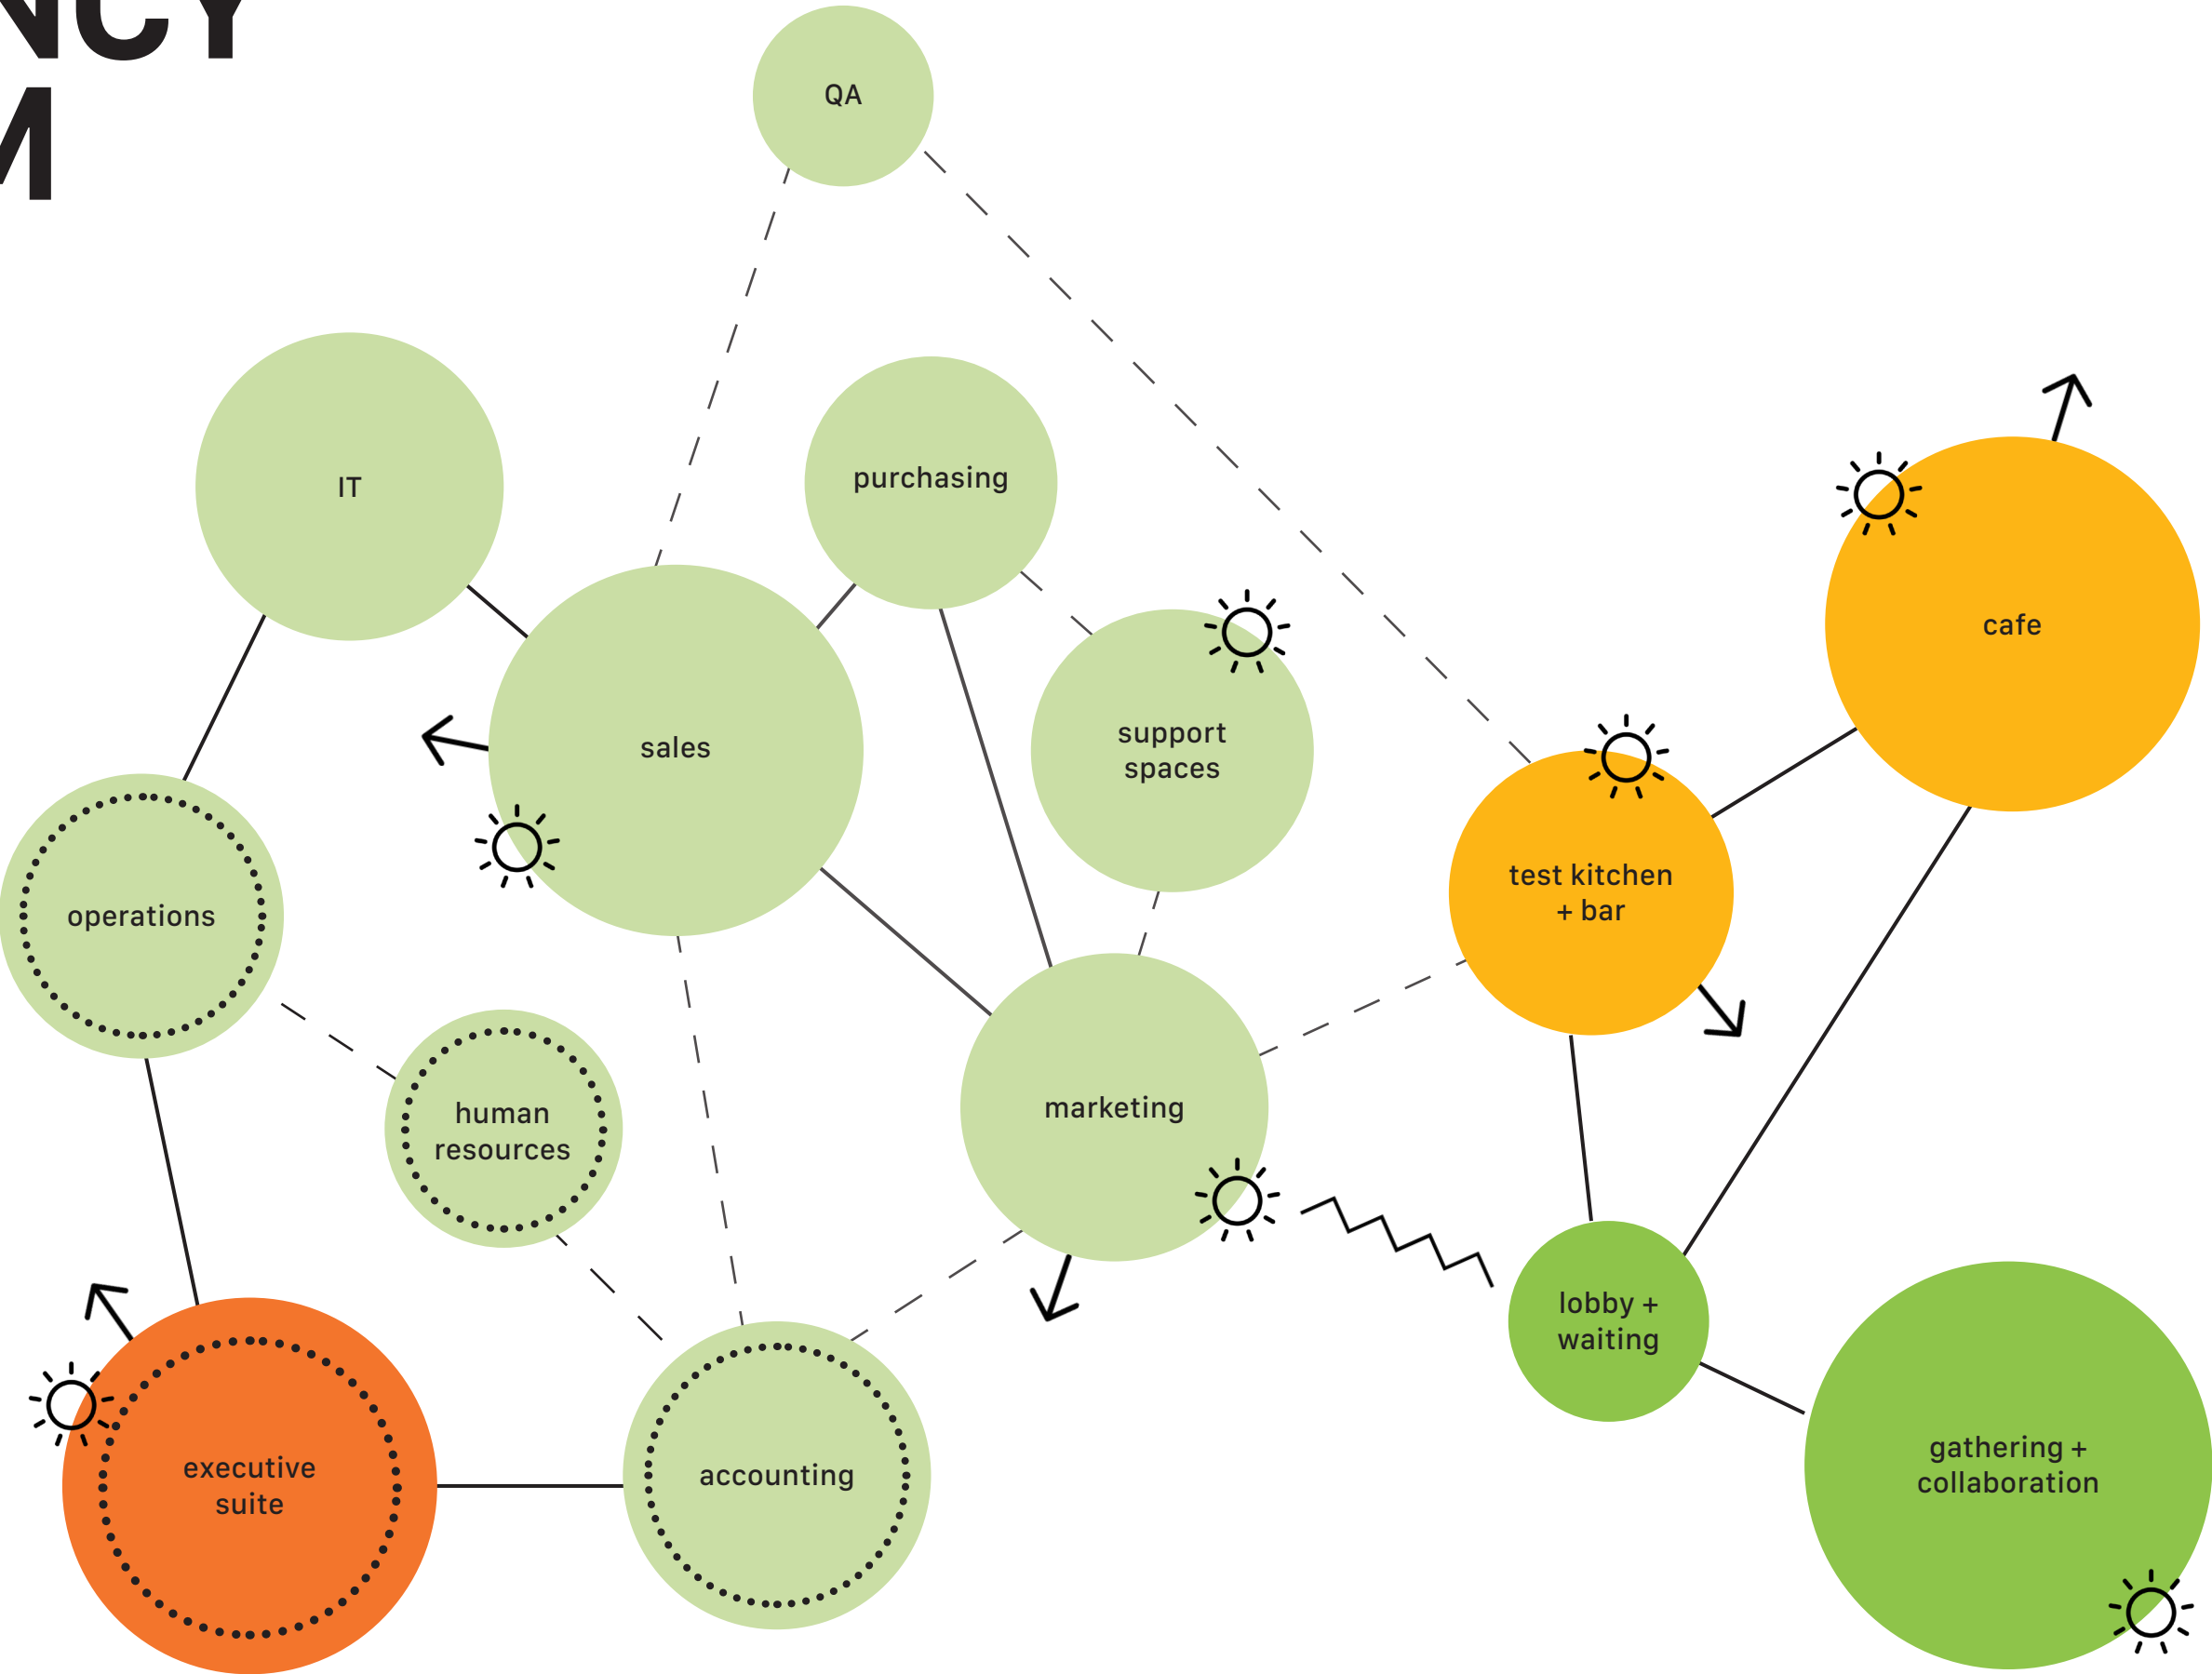 NCY
M
QA
IT
purchasing
cafe
support
spaces
sales
test kitchen
+ bar
operations
human
resources
marketing
lobby +
waiting
gathering +
collaboration
executive
suite
accounting